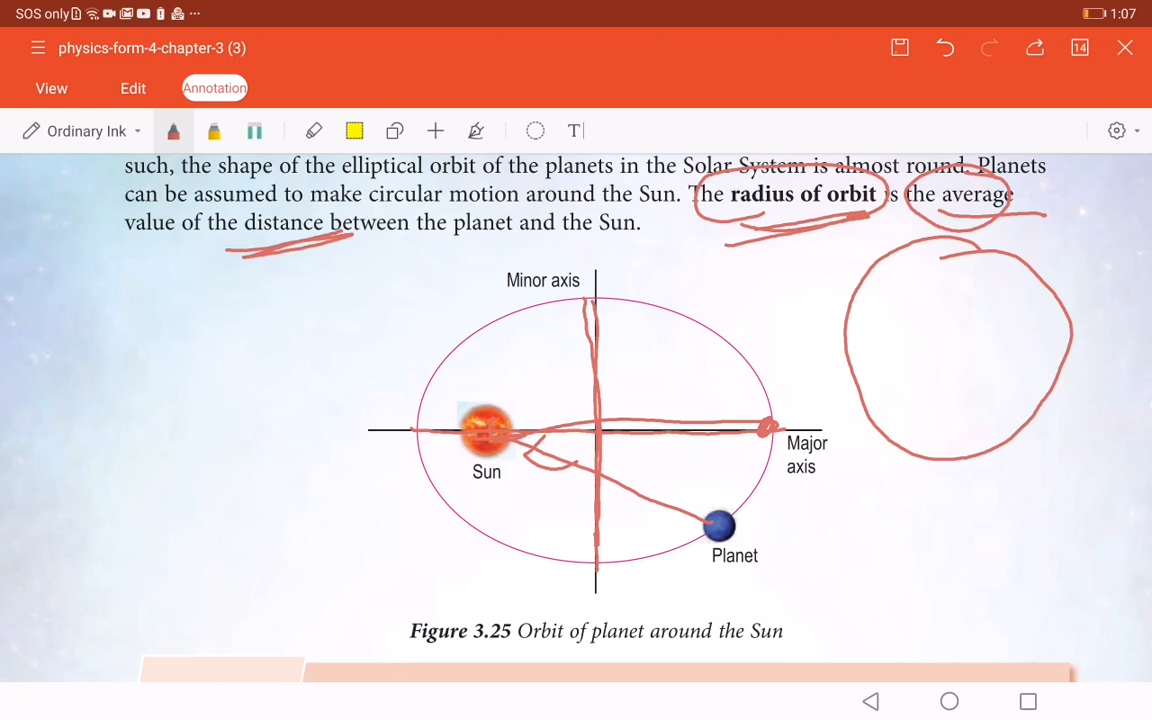 SOS only ··· 1:07
physics-form-4-chapter-3 (3) 14
View Edit Annotation
Ordinary Ink T
such, the shape of the elliptical orbit of the planets in the Solar System is almost round. Planets
can be assumed to make circular motion around the Sun. The radius of orbit is the average
value of the distance between the planet and the Sun.
Minor axis
Major
axis
Sun
Planet
Figure 3.25 Orbit of planet around the Sun